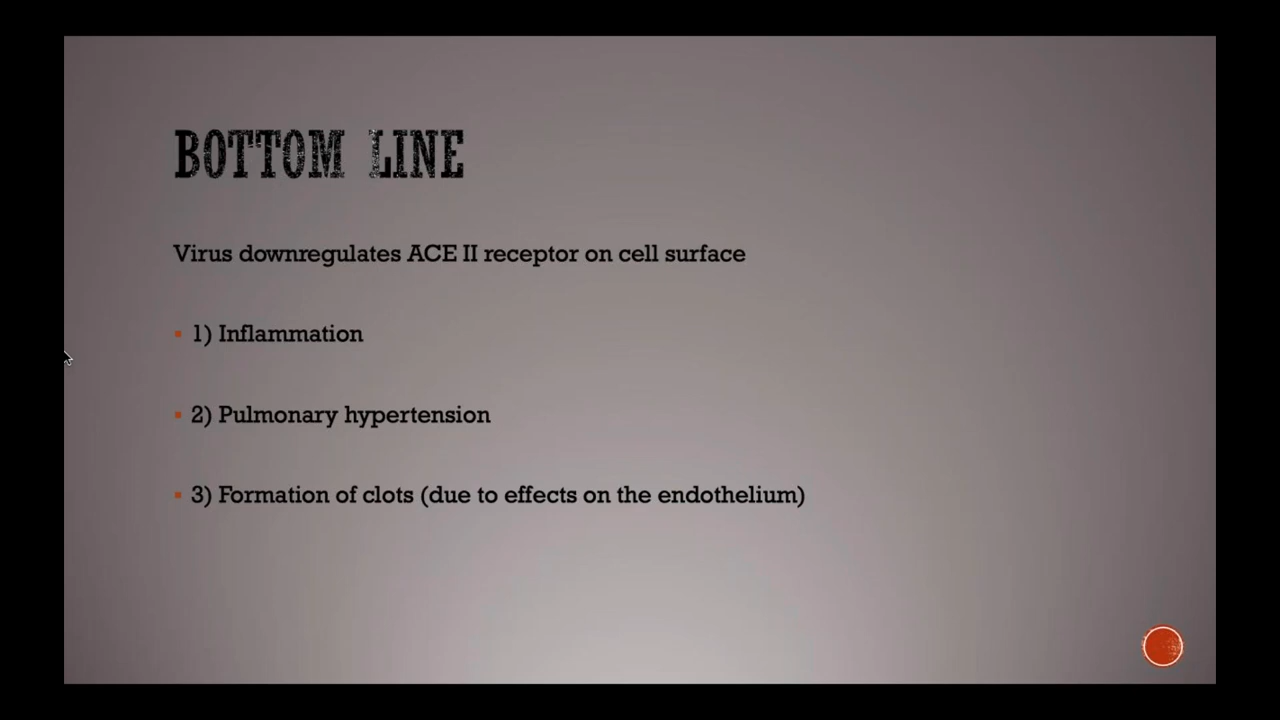 BOTTOM LINE
Virus downregulates ACE II receptor on cell surface
1) Inflammation
2) Pulmonary hypertension
3) Formation of clots (due to effects on the endothelium)